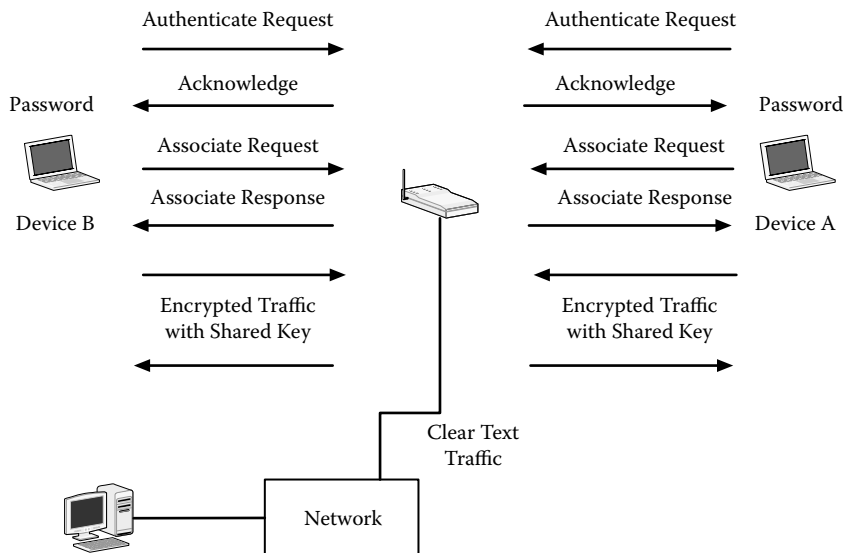 Authenticate Request
Authenticate Request
Acknowledge
Acknowledge
Password
Password
Associate Request
Associate Request
Associate Response
Associate Response
Device B
Device A
Encrypted Traffic
with Shared Key
Encrypted Traffic
with Shared Key
Clear Text
Traffic
Network